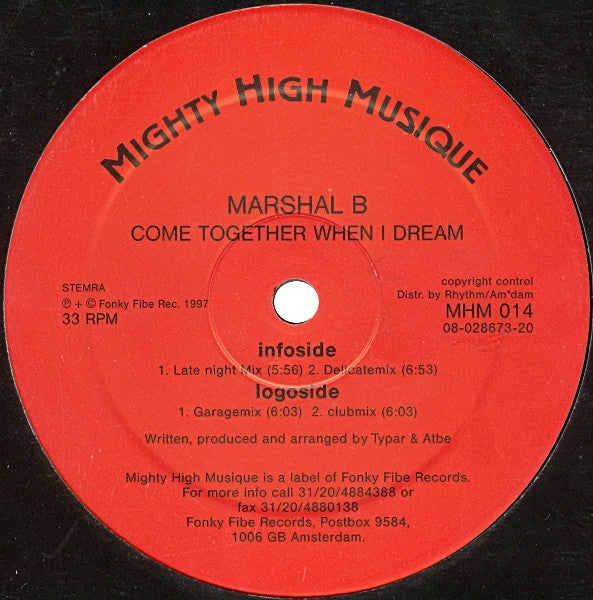 MIGHTY HIGH MUSIQUE
MARSHAL B
COME TOGETHER WHEN I DREAM
STEMRA
℗ + © Fonky Fibe Rec. 1997
33 RPM
copyright control
Distr. by Rhythm/Am*dam
MHM 014
08-028673-20
infoside
1. Late night Mix (5:56) 2. Delicatemix (6:53)
logoside
1. Garagemix (6:03) 2. clubmix (6:03)
Written, produced and arranged by Typar & Atbe
Mighty High Musique is a label of Fonky Fibe Records.
For more info call 31/20/4884388 or
fax 31/20/4880138
Fonky Fibe Records, Postbox 9584,
1006 GB Amsterdam.